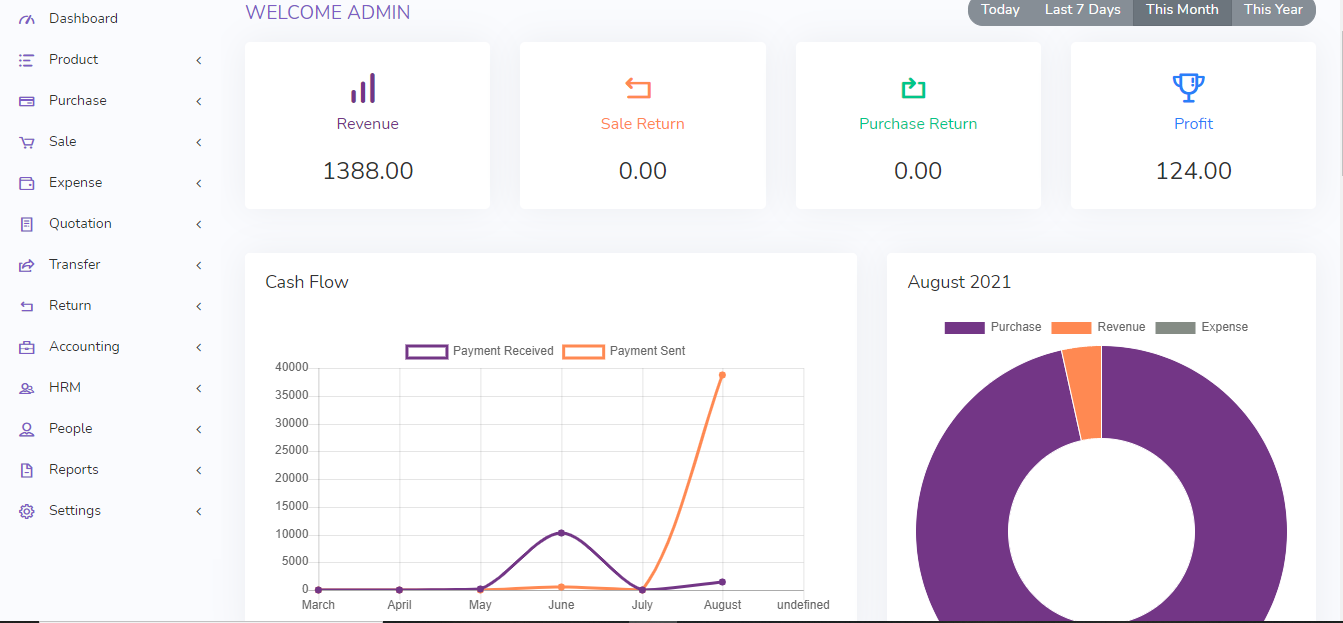 Dashboard
Product
Purchase
Sale
Expense
Quotation
Transfer
Return
Accounting
HRM
People
Reports
Settings
WELCOME ADMIN
Today Last 7 Days This Month This Year
Revenue
1388.00
Sale Return
0.00
Purchase Return
0.00
Profit
124.00
Cash Flow
Payment Received Payment Sent
40000
35000
30000
25000
20000
15000
10000
5000
0
March April May June July August undefined
August 2021
Purchase Revenue Expense